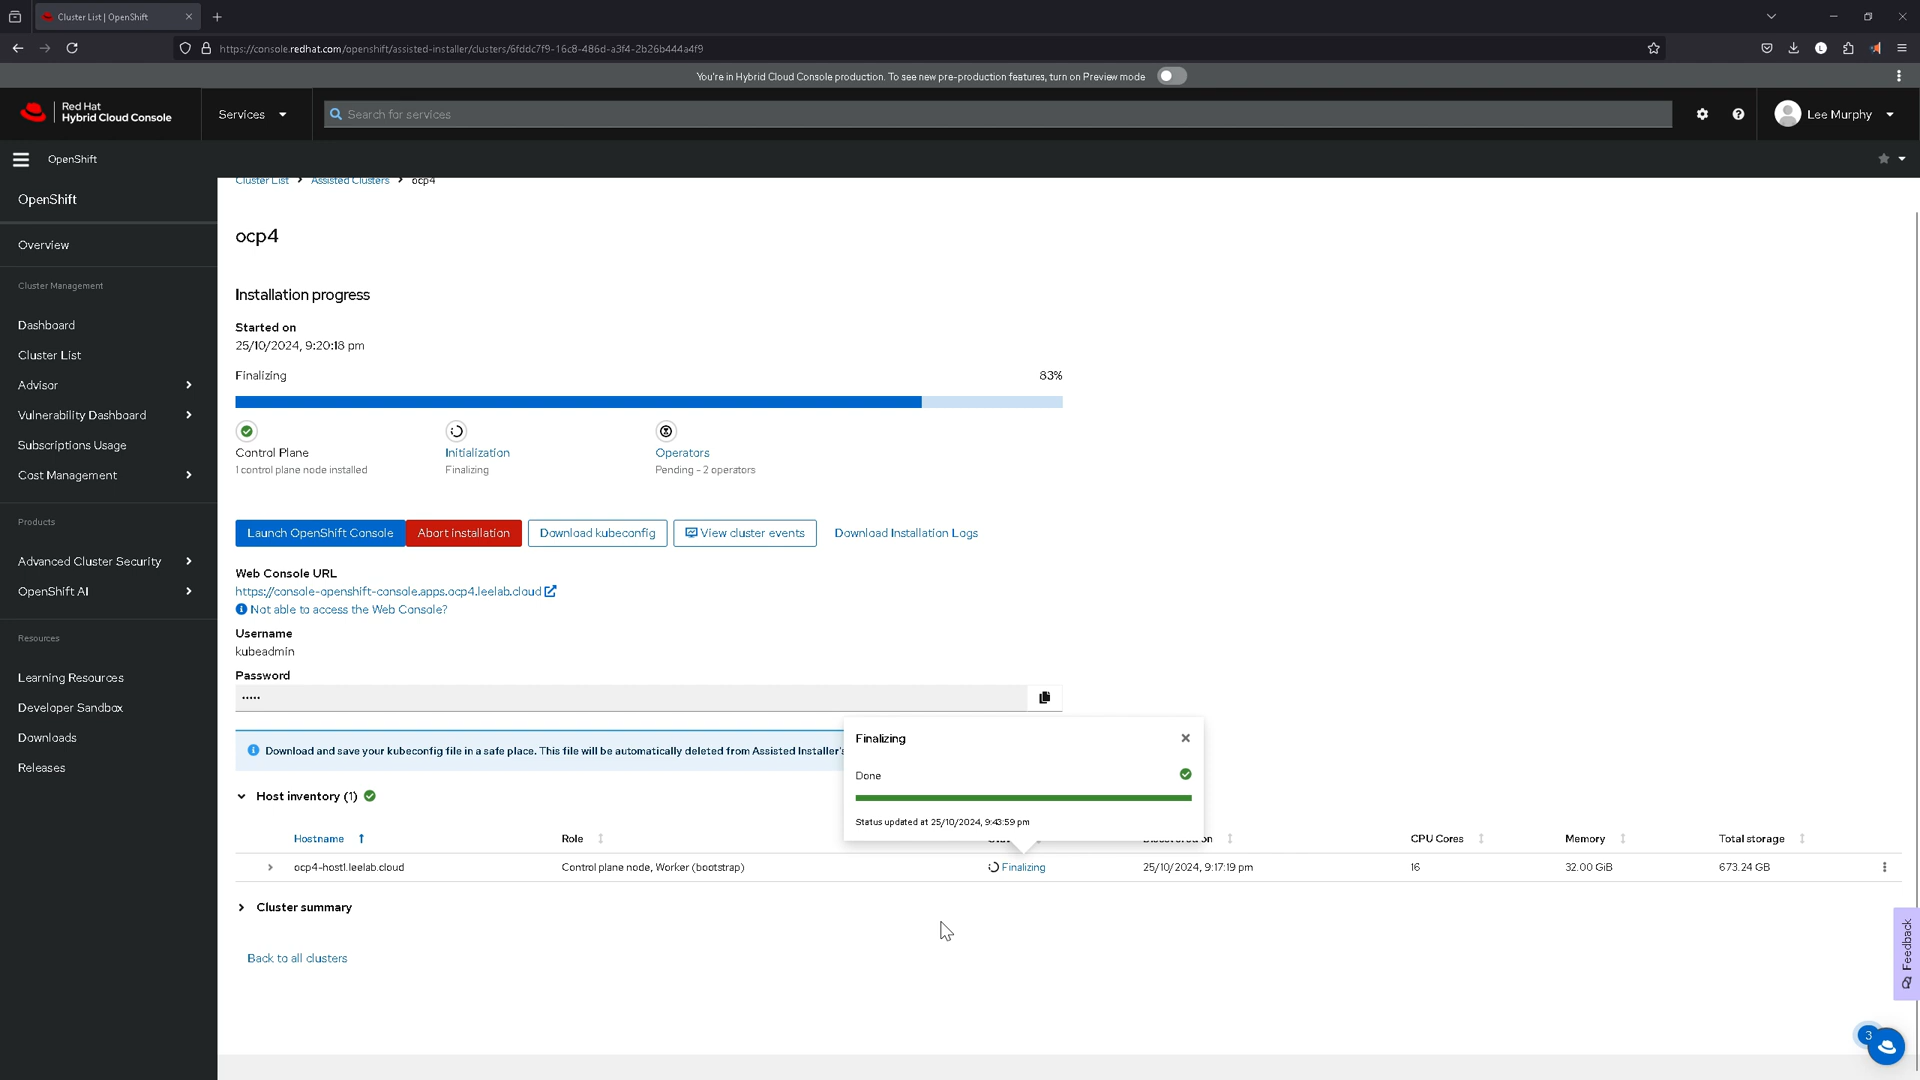 Cluster List | OpenShift
https://console.redhat.com/openshift/assisted-installer/clusters/6fddc7f9-16c8-486d-a3f4-2b26b444a4f9
You're in Hybrid Cloud Console production. To see new pre-production features, turn on Preview mode
Red Hat
Hybrid Cloud Console
Services
Search for services
Lee Murphy
OpenShift
Cluster List
Assisted Clusters
ocp4
OpenShift
Overview
Cluster Management
Dashboard
Cluster List
Advisor
Vulnerability Dashboard
Subscriptions Usage
Cost Management
Products
Advanced Cluster Security
OpenShift AI
Resources
Learning Resources
Developer Sandbox
Downloads
Releases
ocp4
Installation progress
Started on
25/10/2024, 9:20:18 pm
Finalizing 83%
Control Plane
1 control plane node installed
Initialization
Finalizing
Operators
Pending - 2 operators
Launch OpenShift Console
Abort installation
Download kubeconfig
View cluster events
Download Installation Logs
Web Console URL
https://console-openshift-console.apps.ocp4.leelab.cloud
Not able to access the Web Console?
Username
kubeadmin
Password
•••••
Download and save your kubeconfig file in a safe place. This file will be automatically deleted from Assisted Installer's
Finalizing
Done
Status updated at 25/10/2024, 9:43:59 pm
Host inventory (1)
Hostname Role CPU Cores Memory Total storage
ocp4-host1.leelab.cloud Control plane node, Worker (bootstrap) Finalizing 25/10/2024, 9:17:19 pm 16 32.00 GiB 673.24 GB
Cluster summary
Back to all clusters
Feedback
3